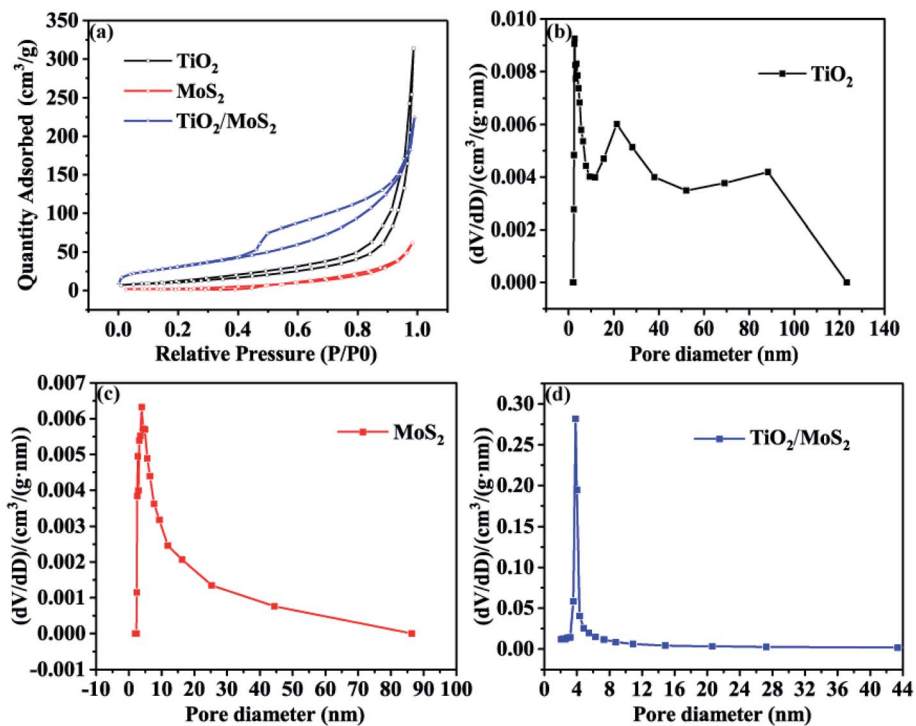 (a)
350
300
250
200
150
100
50
0
Quantity Adsorbed (cm³/g)
TiO₂
MoS₂
TiO₂/MoS₂
0.0 0.2 0.4 0.6 0.8 1.0
Relative Pressure (P/P0)
(b)
0.010
0.008
0.006
0.004
0.002
0.000
(dV/dD)/(cm³/(g·nm))
TiO₂
0 20 40 60 80 100 120 140
Pore diameter (nm)
(c)
0.007
0.006
0.005
0.004
0.003
0.002
0.001
0.000
-0.001
(dV/dD)/(cm³/(g·nm))
MoS₂
-10 0 10 20 30 40 50 60 70 80 90 100
Pore diameter (nm)
(d)
0.30
0.25
0.20
0.15
0.10
0.05
0.00
(dV/dD)/(cm³/(g·nm))
TiO₂/MoS₂
0 4 8 12 16 20 24 28 32 36 40 44
Pore diameter (nm)